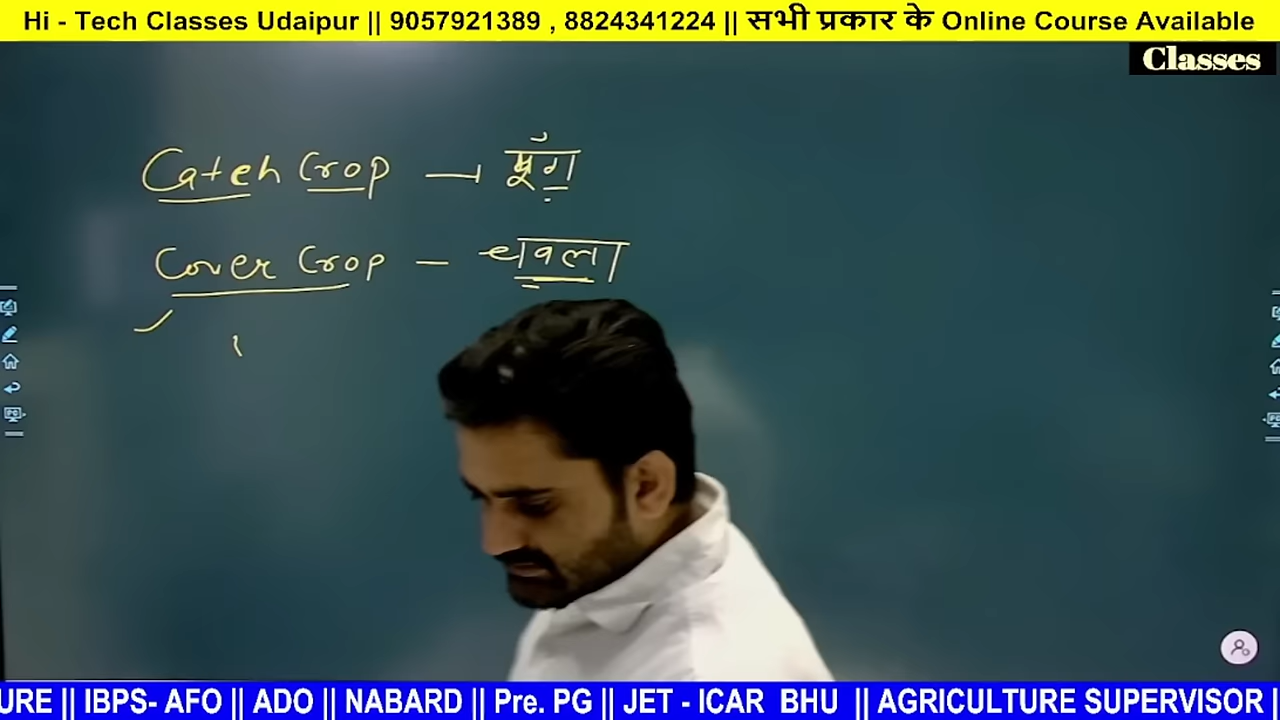 Hi - Tech Classes Udaipur || 9057921389 , 8824341224 || सभी प्रकार के Online Course Available
Classes
Catch Crop → मूँग
Cover Crop - चवला
URE || IBPS- AFO || ADO || NABARD || Pre. PG || JET - ICAR BHU || AGRICULTURE SUPERVISOR |